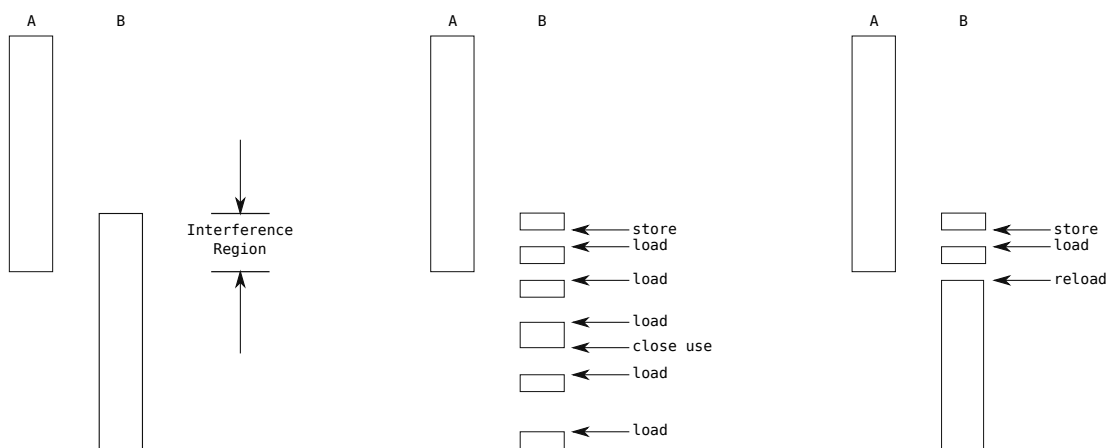 A
B
Interference
Region
A
B
store
load
load
load
close use
load
load
A
B
store
load
reload